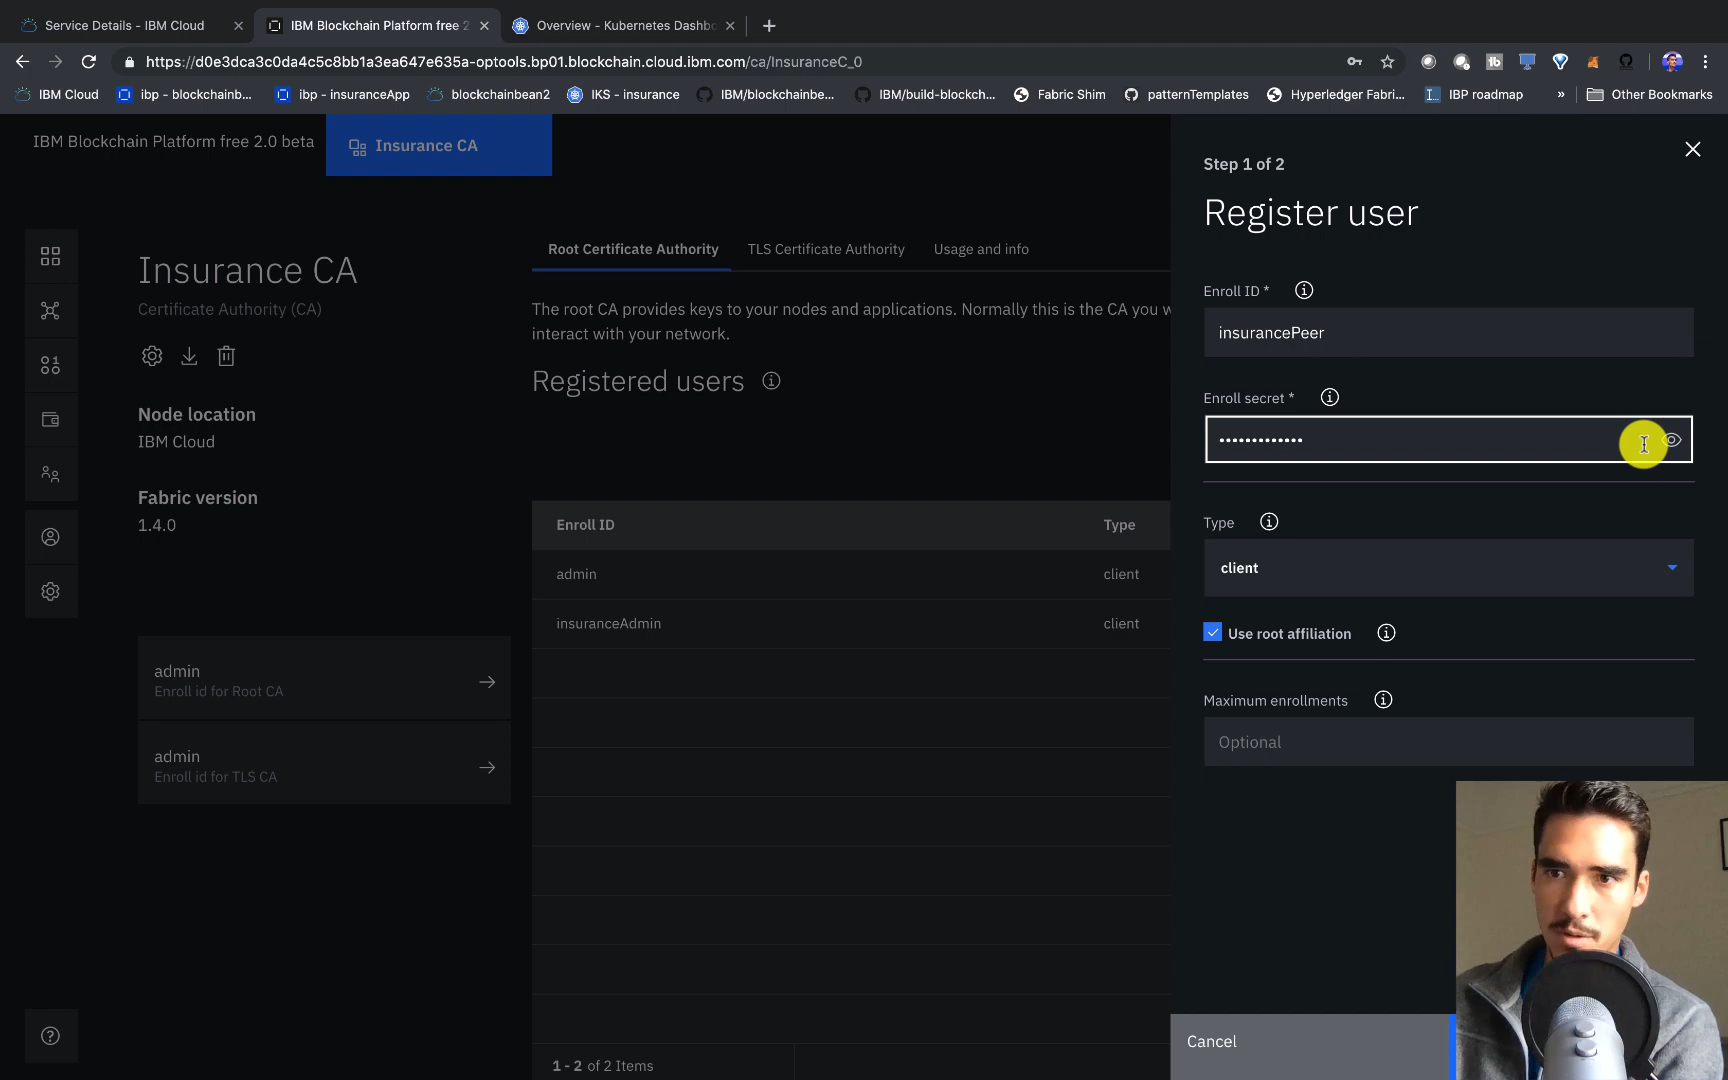 Service Details - IBM Cloud
IBM Blockchain Platform free 2
Overview - Kubernetes Dashbo
https://d0e3dca3c0da4c5c8bb1a3ea647e635a-optools.bp01.blockchain.cloud.ibm.com/ca/InsuranceC_0
IBM Cloud
ibp - blockchainb...
ibp - insuranceApp
blockchainbean2
IKS - insurance
IBM/blockchainbe...
IBM/build-blockch...
Fabric Shim
patternTemplates
Hyperledger Fabri...
IBP roadmap
»
Other Bookmarks
IBM Blockchain Platform free 2.0 beta
Insurance CA
Insurance CA
Certificate Authority (CA)
Node location
IBM Cloud
Fabric version
1.4.0
admin
Enroll id for Root CA
admin
Enroll id for TLS CA
Root Certificate Authority
TLS Certificate Authority
Usage and info
The root CA provides keys to your nodes and applications. Normally this is the CA you w
interact with your network.
Registered users
Enroll ID
Type
admin
client
insuranceAdmin
client
1 - 2 of 2 Items
Step 1 of 2
Register user
Enroll ID *
insurancePeer
Enroll secret *
•••••••••••••
Type
client
Use root affiliation
Maximum enrollments
Optional
Cancel